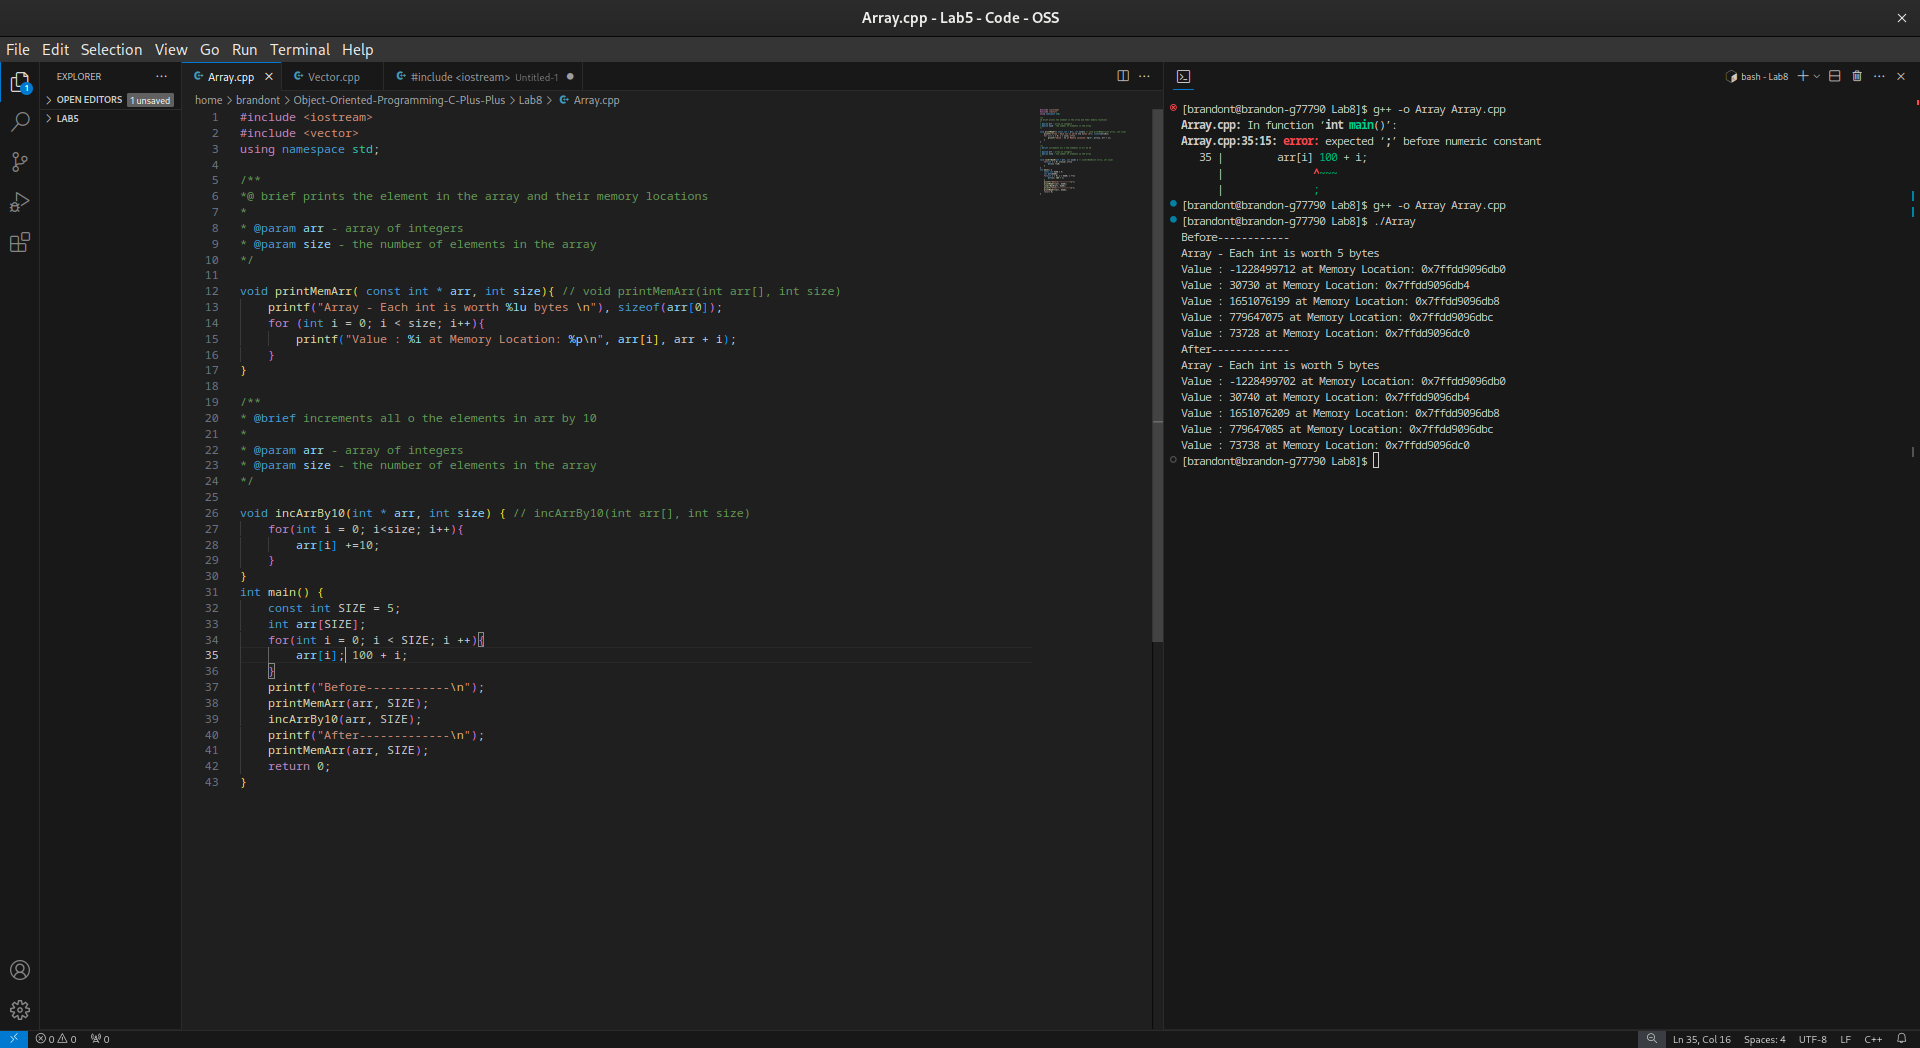 Array.cpp - Lab5 - Code - OSS
File Edit Selection View Go Run Terminal Help
EXPLORER
OPEN EDITORS 1 unsaved
LAB5
1
Array.cpp
Vector.cpp
#include <iostream> Untitled-1
home > brandont > Object-Oriented-Programming-C-Plus-Plus > Lab8 > Array.cpp
1 #include <iostream>
2 #include <vector>
3 using namespace std;
4
5 /**
6 *@ brief prints the element in the array and their memory locations
7 *
8 * @param arr - array of integers
9 * @param size - the number of elements in the array
10 */
11
12 void printMemArr( const int * arr, int size){ // void printMemArr(int arr[], int size)
13 printf("Array - Each int is worth %lu bytes \n"), sizeof(arr[0]);
14 for (int i = 0; i < size; i++){
15 printf("Value : %i at Memory Location: %p\n", arr[i], arr + i);
16 }
17 }
18
19 /**
20 * @brief increments all o the elements in arr by 10
21 *
22 * @param arr - array of integers
23 * @param size - the number of elements in the array
24 */
25
26 void incArrBy10(int * arr, int size) { // incArrBy10(int arr[], int size)
27 for(int i = 0; i<size; i++){
28 arr[i] +=10;
29 }
30 }
31 int main() {
32 const int SIZE = 5;
33 int arr[SIZE];
34 for(int i = 0; i < SIZE; i ++){
35 arr[i]; 100 + i;
36 }
37 printf("Before------------\n");
38 printMemArr(arr, SIZE);
39 incArrBy10(arr, SIZE);
40 printf("After-------------\n");
41 printMemArr(arr, SIZE);
42 return 0;
43 }
bash - Lab8
[brandont@brandon-g77790 Lab8]$ g++ -o Array Array.cpp
Array.cpp: In function ‘int main()’:
Array.cpp:35:15: error: expected ‘;’ before numeric constant
35 | arr[i] 100 + i;
| ^~~~
| ;
[brandont@brandon-g77790 Lab8]$ g++ -o Array Array.cpp
[brandont@brandon-g77790 Lab8]$ ./Array
Before------------
Array - Each int is worth 5 bytes
Value : -1228499712 at Memory Location: 0x7ffdd9096db0
Value : 30730 at Memory Location: 0x7ffdd9096db4
Value : 1651076199 at Memory Location: 0x7ffdd9096db8
Value : 779647075 at Memory Location: 0x7ffdd9096dbc
Value : 73728 at Memory Location: 0x7ffdd9096dc0
After-------------
Array - Each int is worth 5 bytes
Value : -1228499702 at Memory Location: 0x7ffdd9096db0
Value : 30740 at Memory Location: 0x7ffdd9096db4
Value : 1651076209 at Memory Location: 0x7ffdd9096db8
Value : 779647085 at Memory Location: 0x7ffdd9096dbc
Value : 73738 at Memory Location: 0x7ffdd9096dc0
[brandont@brandon-g77790 Lab8]$
0 0 0
Ln 35, Col 16 Spaces: 4 UTF-8 LF C++